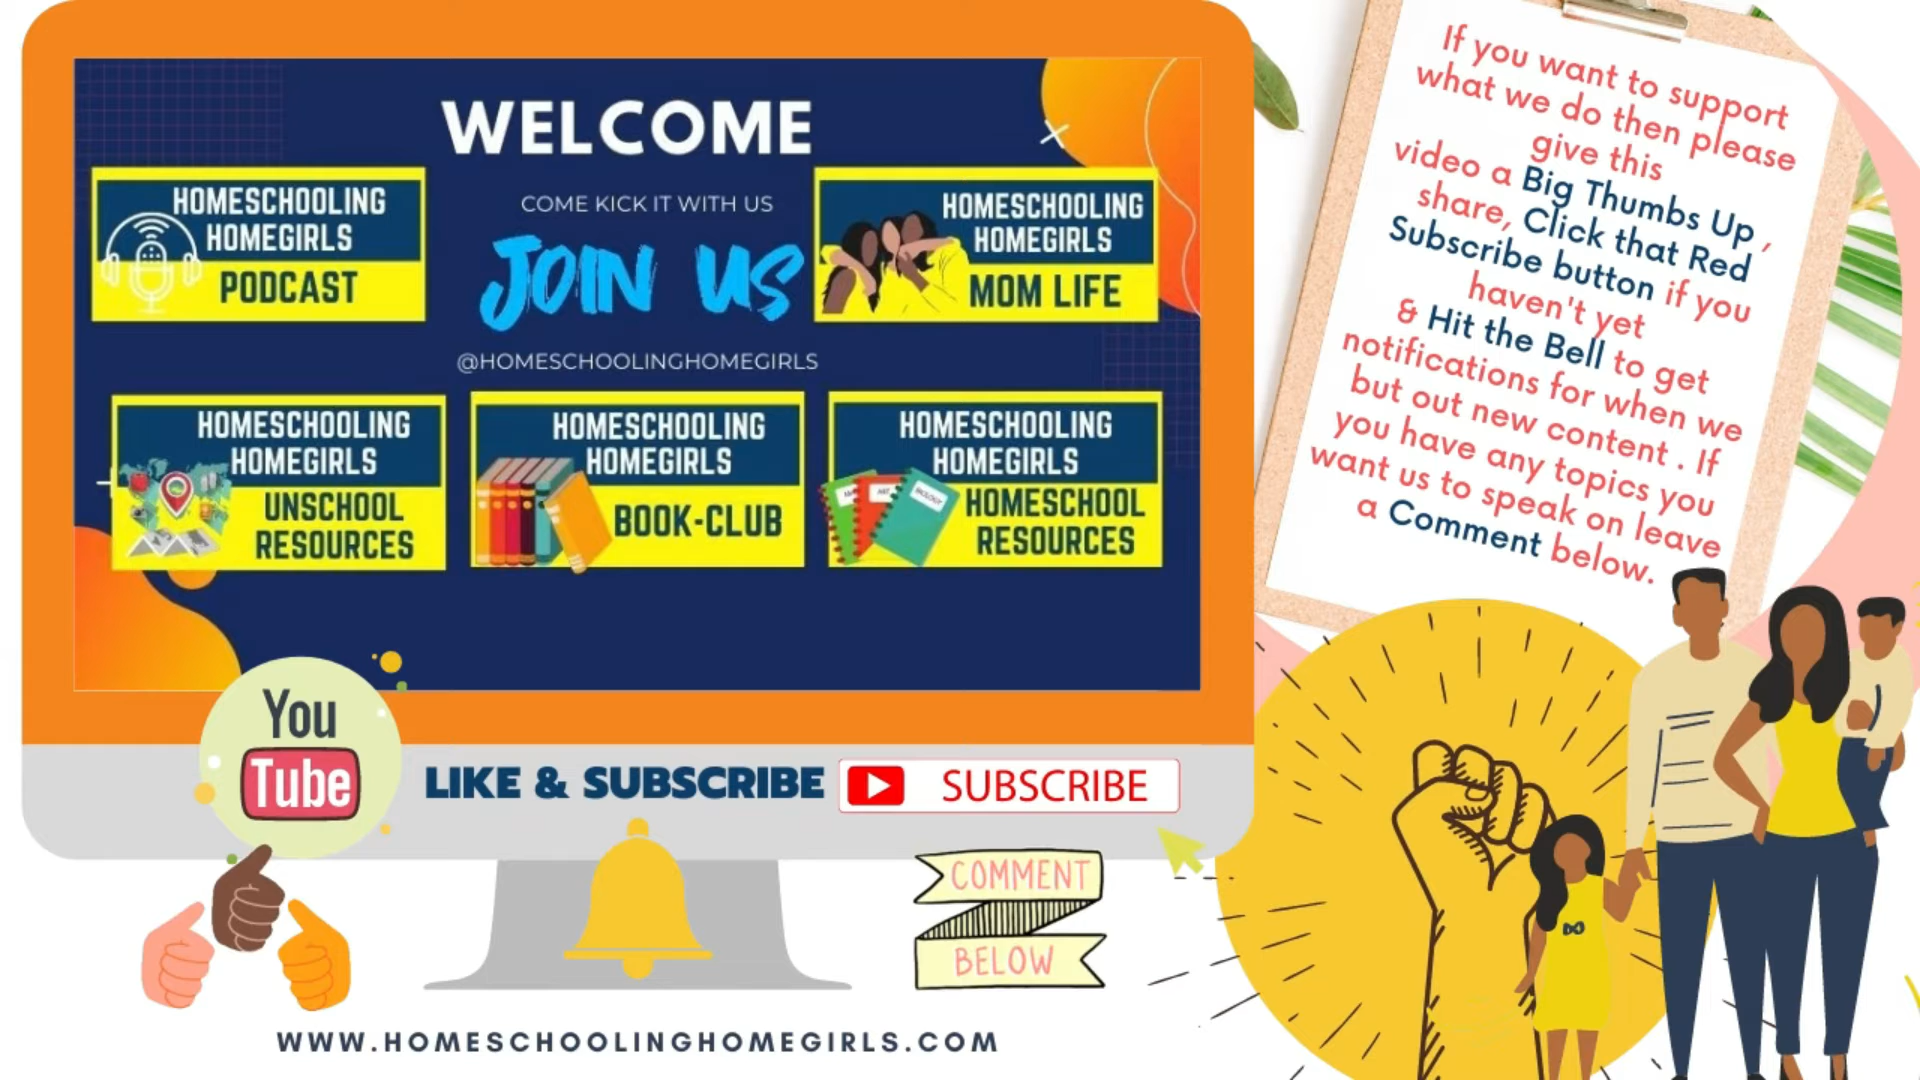 WELCOME
HOMESCHOOLING
HOMEGIRLS
PODCAST
COME KICK IT WITH US
JOIN US
@HOMESCHOOLINGHOMEGIRLS
HOMESCHOOLING
HOMEGIRLS
MOM LIFE
HOMESCHOOLING
HOMEGIRLS
UNSCHOOL
RESOURCES
HOMESCHOOLING
HOMEGIRLS
BOOK-CLUB
HOMESCHOOLING
HOMEGIRLS
ART
BIOLOGY
HOMESCHOOL
RESOURCES
You
Tube
LIKE & SUBSCRIBE
SUBSCRIBE
COMMENT
BELOW
WWW.HOMESCHOOLINGHOMEGIRLS.COM
If you want to support
what we do then please
give this
video a Big Thumbs Up ,
share, Click that Red
Subscribe button if you
haven't yet
& Hit the Bell to get
notifications for when we
but out new content . If
you have any topics you
want us to speak on leave
a Comment below.